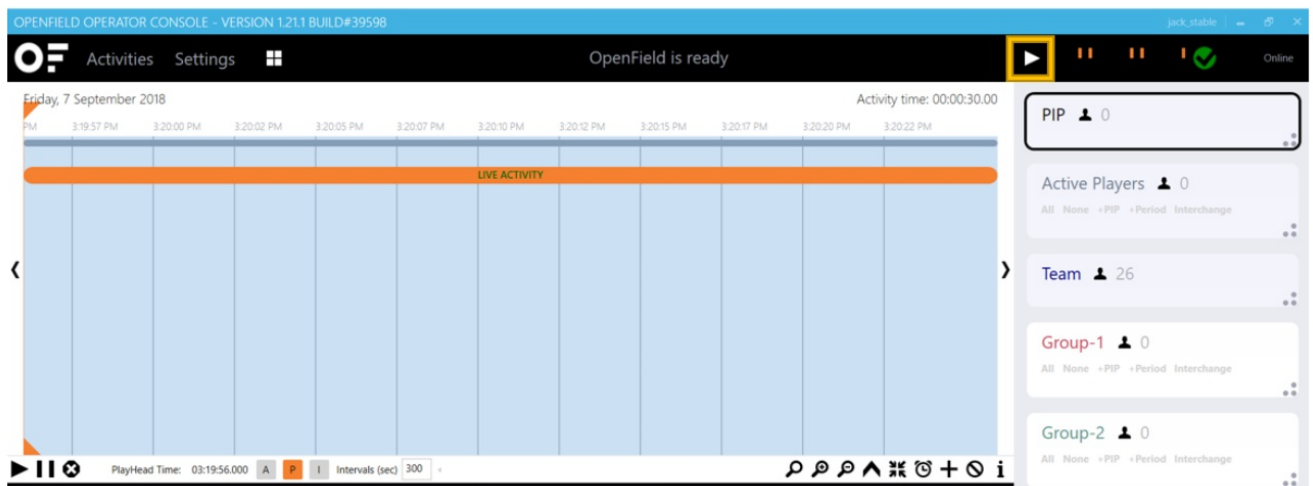 OPENFIELD OPERATOR CONSOLE - VERSION 1.21.1 BUILD#39598 jack_stable
OF Activities Settings OpenField is ready Online
Friday, 7 September 2018 Activity time: 00:00:30.00
PM 3:19:57 PM 3:20:00 PM 3:20:02 PM 3:20:05 PM 3:20:07 PM 3:20:10 PM 3:20:12 PM 3:20:15 PM 3:20:17 PM 3:20:20 PM 3:20:22 PM
LIVE ACTIVITY
PlayHead Time: 03:19:56.000 A P I Intervals (sec) 300
PIP 0
Active Players 0
All None +PIP +Period Interchange
Team 26
Group-1 0
All None +PIP +Period Interchange
Group-2 0
All None +PIP +Period Interchange